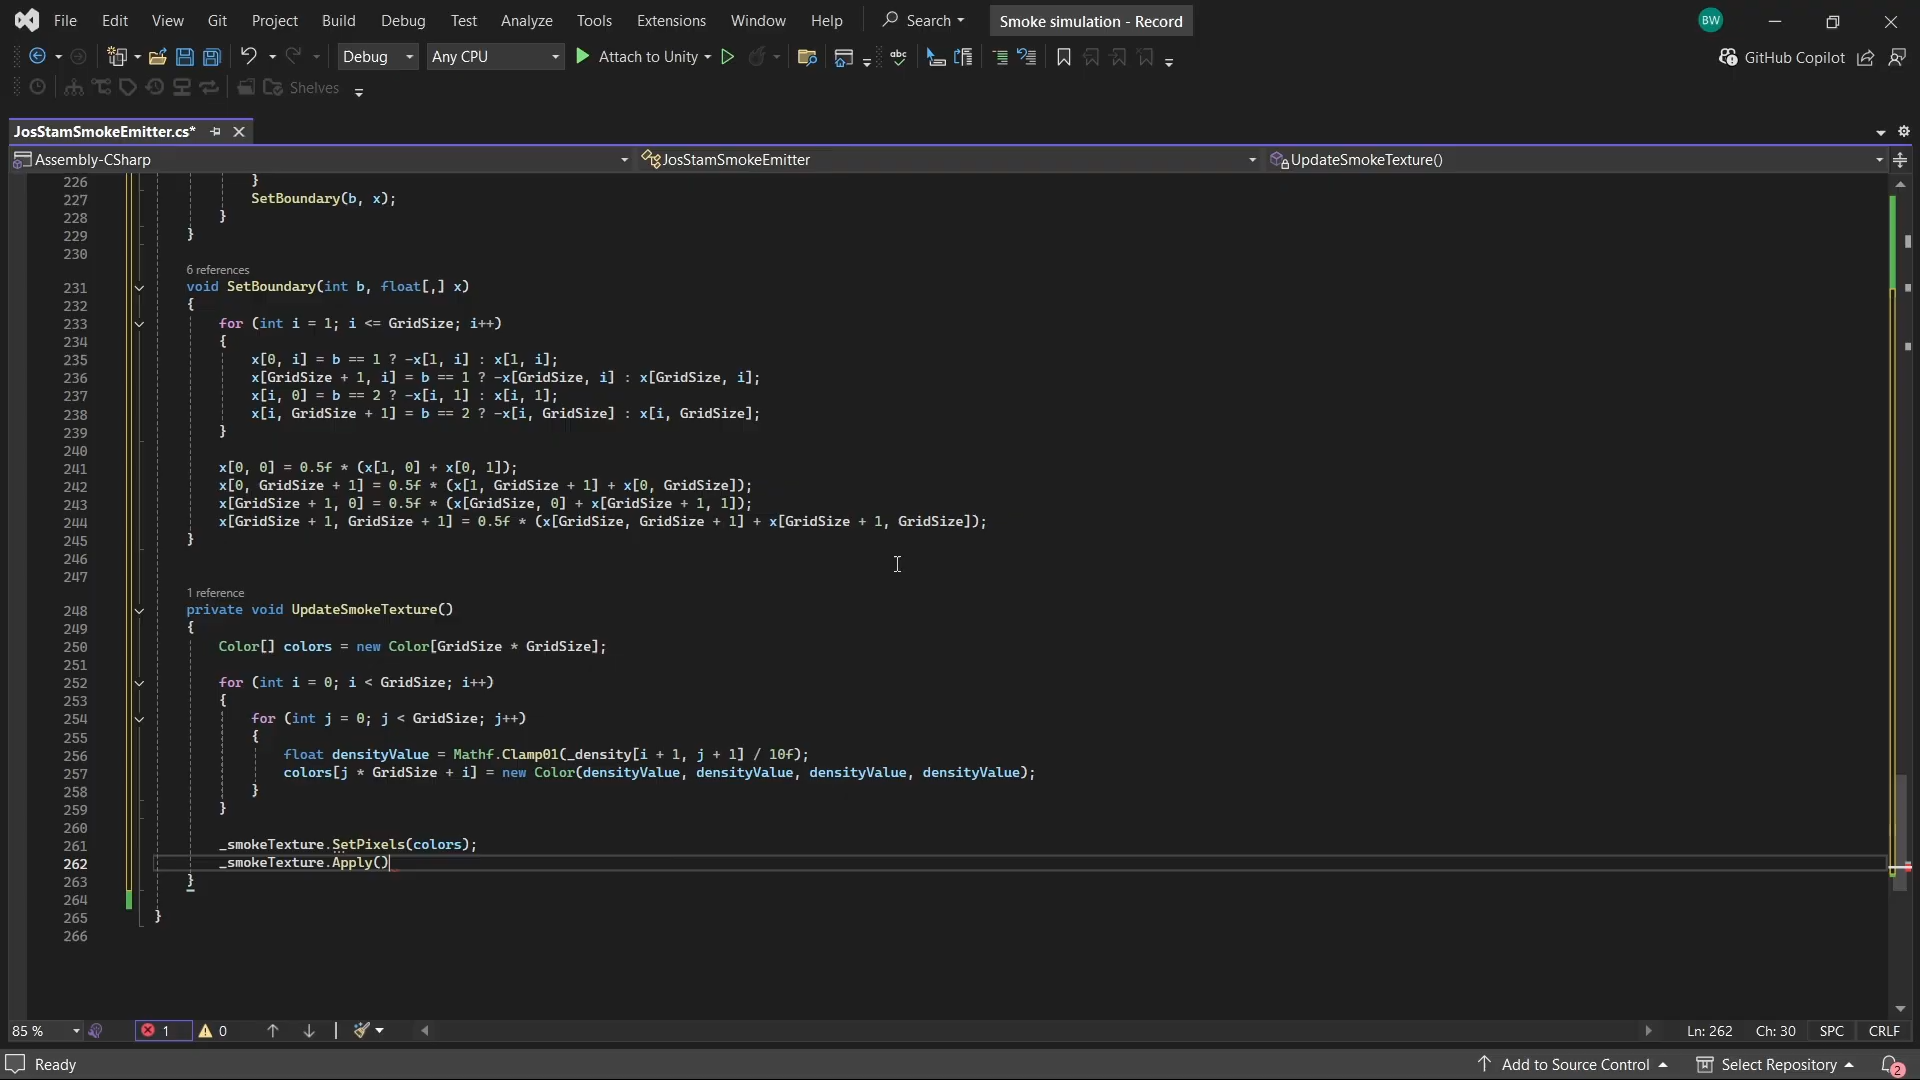 File Edit View Git Project Build Debug Test Analyze Tools Extensions Window Help Search Smoke simulation - Record BW
Debug Any CPU Attach to Unity abc GitHub Copilot
Shelves
JosStamSmokeEmitter.cs*
Assembly-CSharp JosStamSmokeEmitter UpdateSmokeTexture()
226 }
227 SetBoundary(b, x);
228 }
229 }
230
6 references
231 void SetBoundary(int b, float[,] x)
232 {
233 for (int i = 1; i <= GridSize; i++)
234 {
235 x[0, i] = b == 1 ? -x[1, i] : x[1, i];
236 x[GridSize + 1, i] = b == 1 ? -x[GridSize, i] : x[GridSize, i];
237 x[i, 0] = b == 2 ? -x[i, 1] : x[i, 1];
238 x[i, GridSize + 1] = b == 2 ? -x[i, GridSize] : x[i, GridSize];
239 }
240
241 x[0, 0] = 0.5f * (x[1, 0] + x[0, 1]);
242 x[0, GridSize + 1] = 0.5f * (x[1, GridSize + 1] + x[0, GridSize]);
243 x[GridSize + 1, 0] = 0.5f * (x[GridSize, 0] + x[GridSize + 1, 1]);
244 x[GridSize + 1, GridSize + 1] = 0.5f * (x[GridSize, GridSize + 1] + x[GridSize + 1, GridSize]);
245 }
246
247
1 reference
248 private void UpdateSmokeTexture()
249 {
250 Color[] colors = new Color[GridSize * GridSize];
251
252 for (int i = 0; i < GridSize; i++)
253 {
254 for (int j = 0; j < GridSize; j++)
255 {
256 float densityValue = Mathf.Clamp01(_density[i + 1, j + 1] / 10f);
257 colors[j * GridSize + i] = new Color(densityValue, densityValue, densityValue, densityValue);
258 }
259 }
260
261 _smokeTexture.SetPixels(colors);
262 _smokeTexture.Apply()
263 }
264
265 }
266
85 % 1 0 Ln: 262 Ch: 30 SPC CRLF
Ready Add to Source Control Select Repository 2